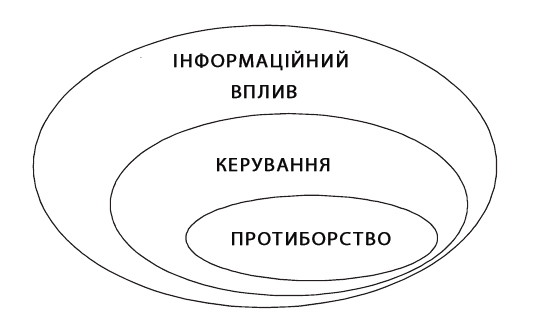 ІНФОРМАЦІЙНИЙ
ВПЛИВ
КЕРУВАННЯ
ПРОТИБОРСТВО